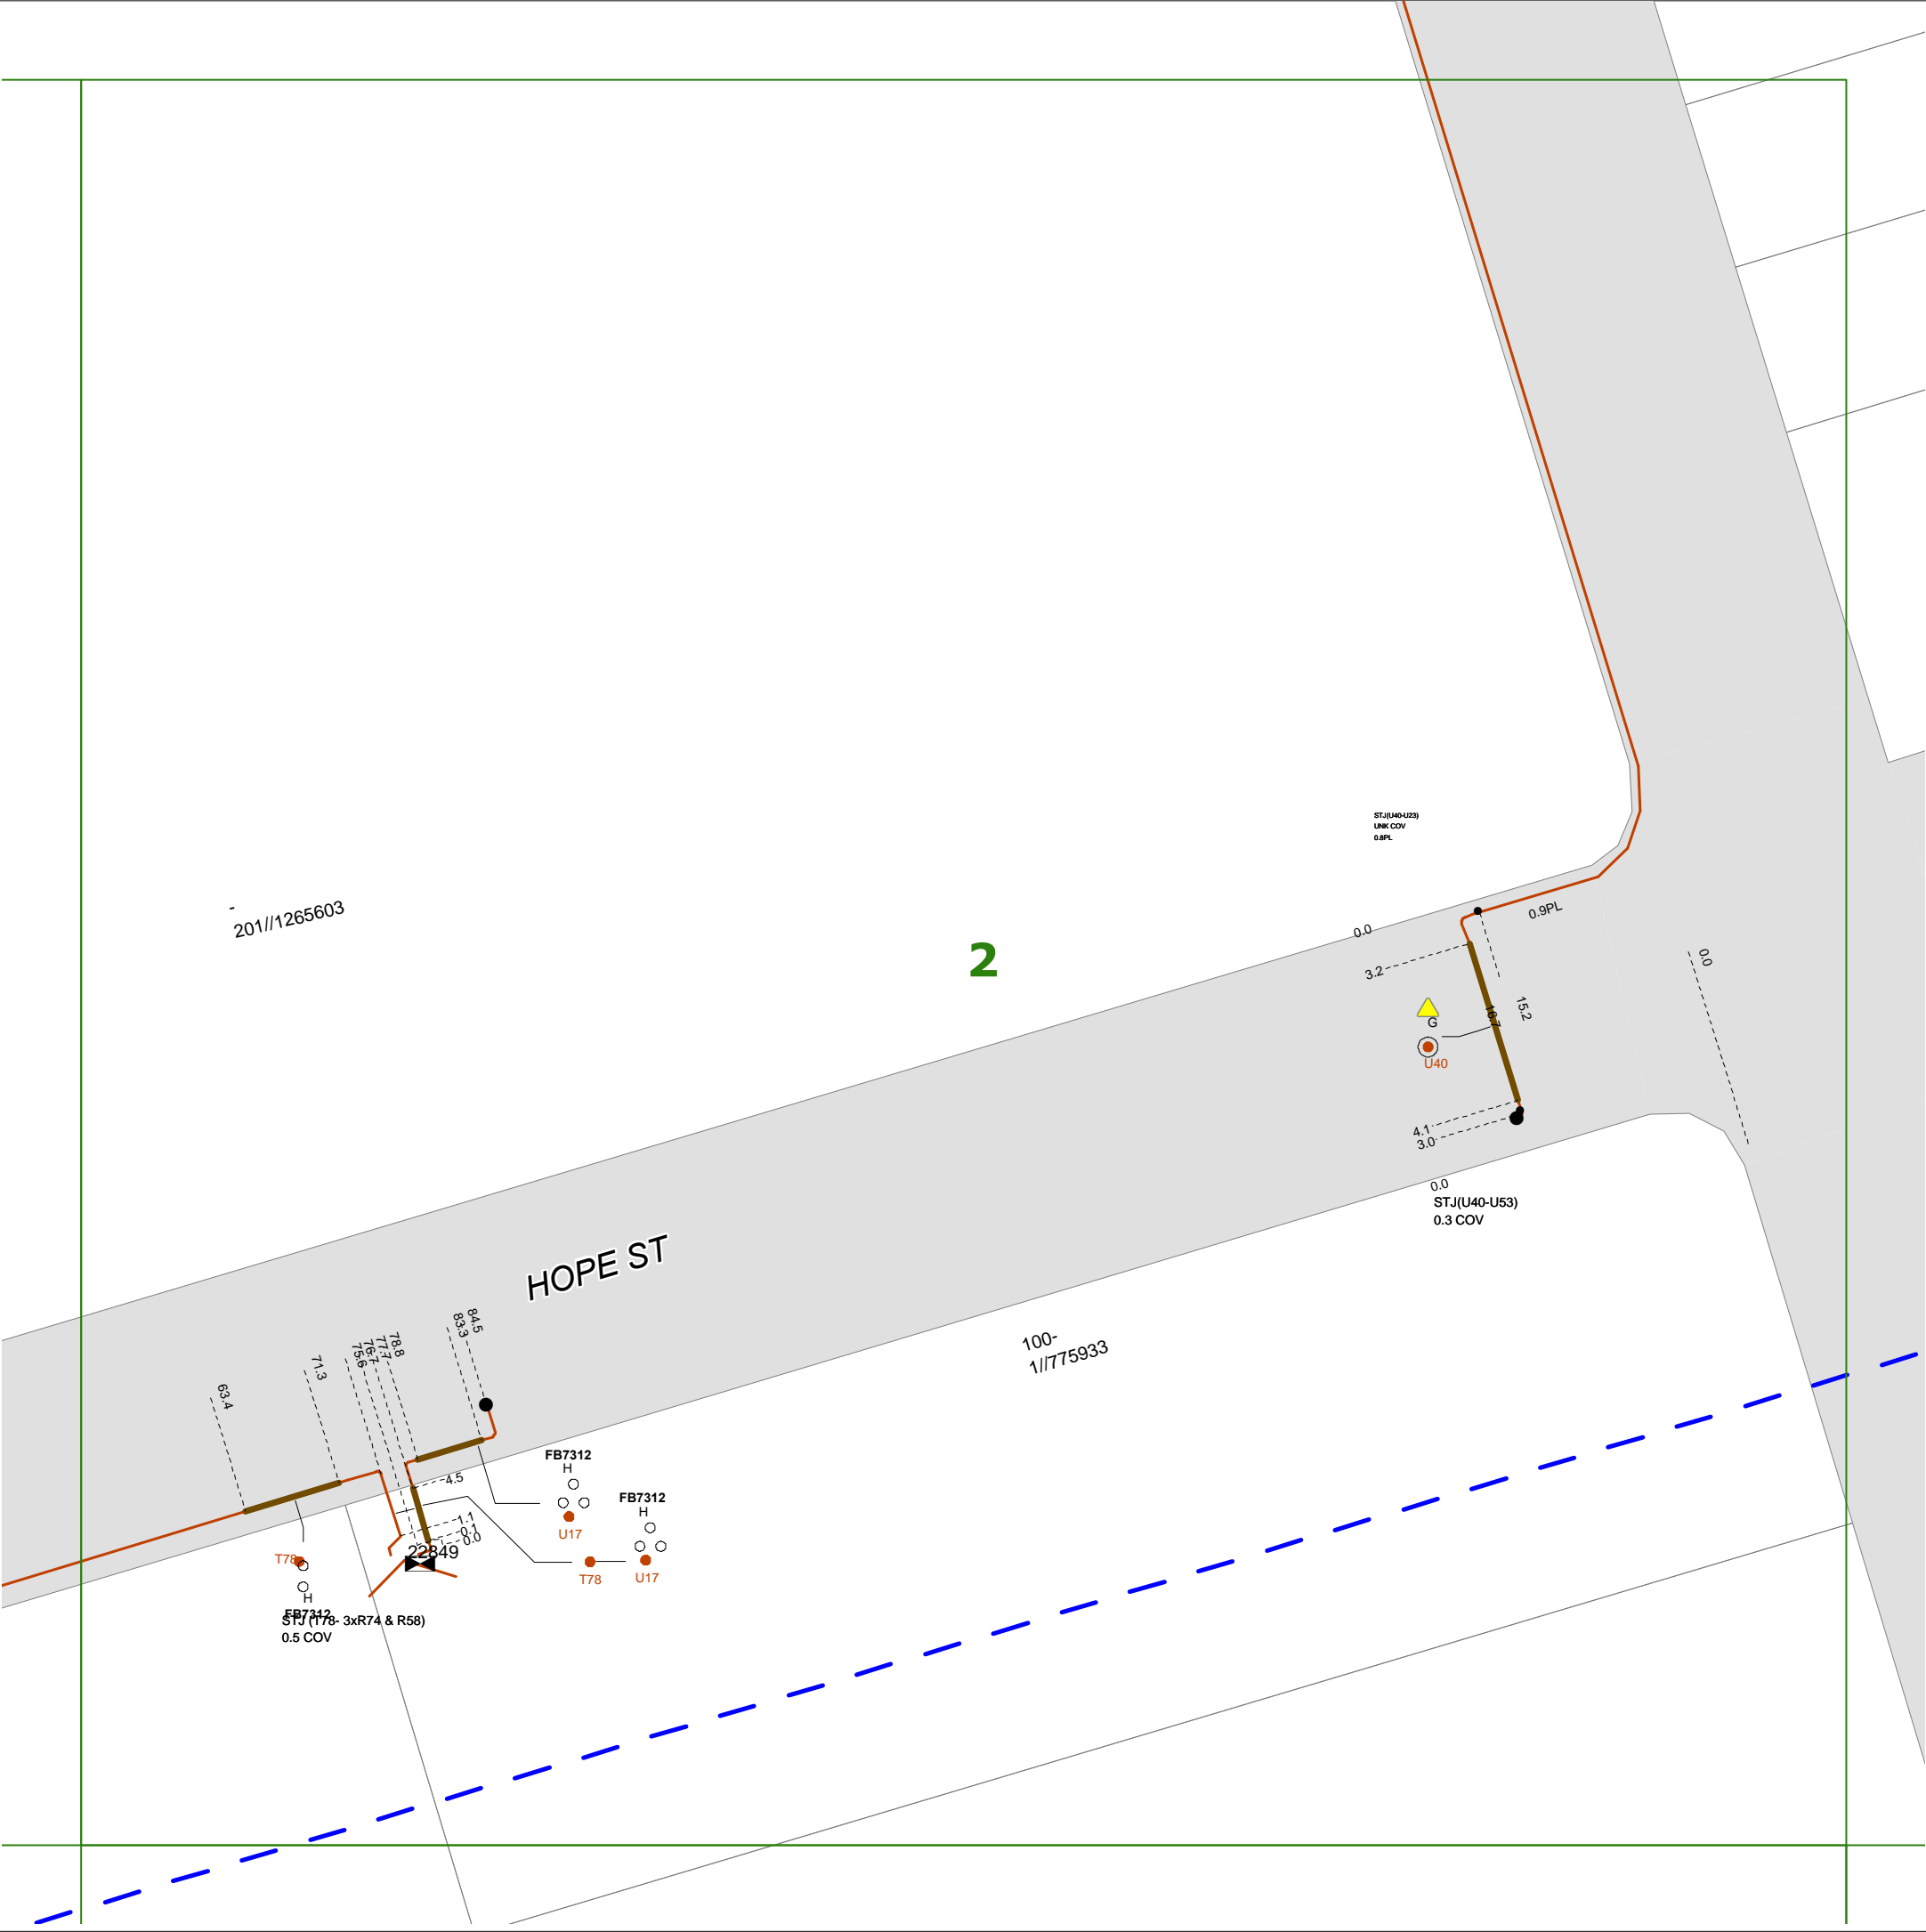 STJ(U40-U23)
UNK COV
0.8PL
-
201//1265603
0.9PL
0.0
2
3.2
0.0
15.2
16.7
G
U40
4.1
3.0
0.0
STJ(U40-U53)
0.3 COV
HOPE ST
84.5
83.3
78.8
77.7
76.7
75.6
71.3
63.4
100-
1//775933
FB7312
H
4.5
FB7312
H
1.1
0.1
0.0
U17
22849
T78
T78
U17
H
FB7312
STJ (T78- 3xR74 & R58)
0.5 COV